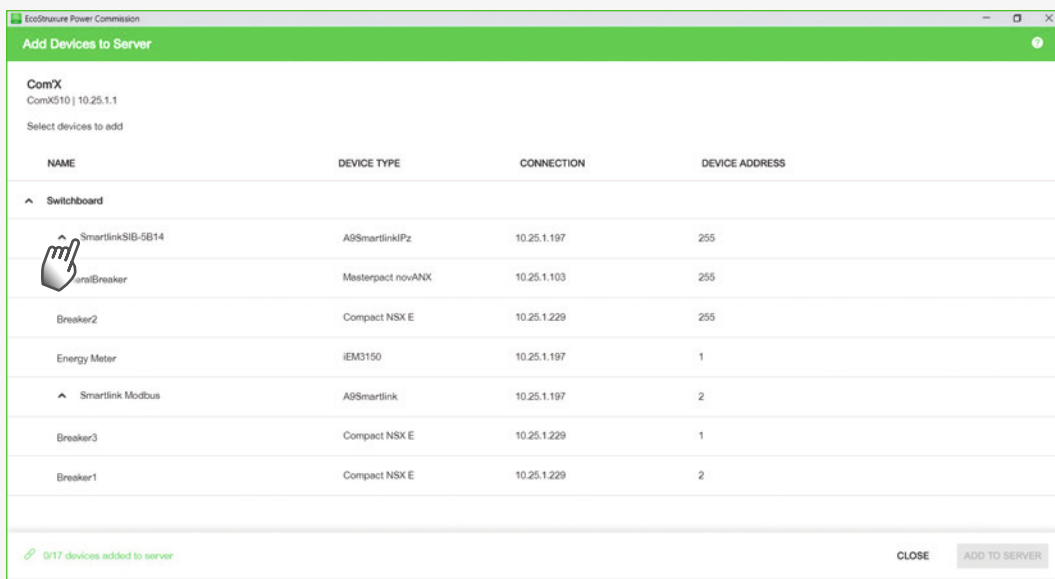 EcoStruxure Power Commission
Add Devices to Server
Com'X
ComX510 | 10.25.1.1
Select devices to add
NAME DEVICE TYPE CONNECTION DEVICE ADDRESS
Switchboard
SmartlinkSIB-5B14 A9SmartlinkIPz 10.25.1.197 255
eralBreaker Masterpact novANX 10.25.1.103 255
Breaker2 Compact NSX E 10.25.1.229 255
Energy Meter iEM3150 10.25.1.197 1
Smartlink Modbus A9Smartlink 10.25.1.197 2
Breaker3 Compact NSX E 10.25.1.229 1
Breaker1 Compact NSX E 10.25.1.229 2
0/17 devices added to server CLOSE ADD TO SERVER